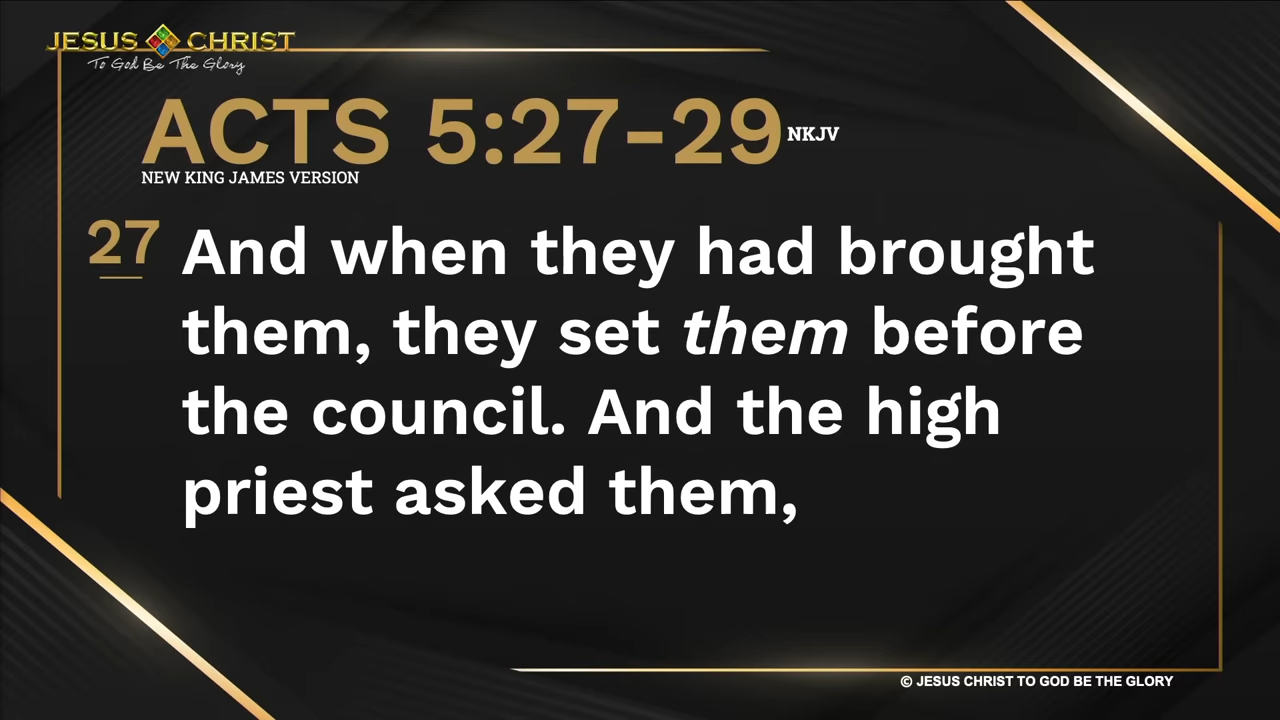 JESUS CHRIST
To God Be The Glory
ACTS 5:27-29 NKJV
NEW KING JAMES VERSION
27 And when they had brought
them, they set them before
the council. And the high
priest asked them,
© JESUS CHRIST TO GOD BE THE GLORY